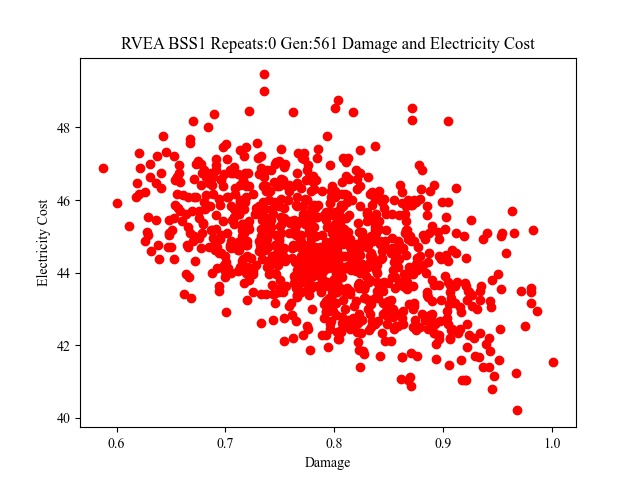 RVEA BSS1 Repeats:0 Gen:561 Damage and Electricity Cost
Electricity Cost
48
46
44
42
40
0.6 0.7 0.8 0.9 1.0
Damage